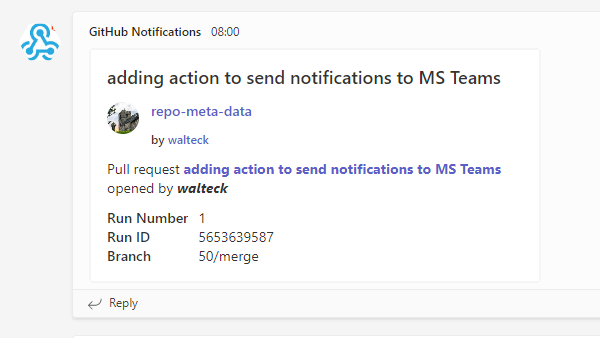 GitHub Notifications 08:00
adding action to send notifications to MS Teams
repo-meta-data
by walteck
Pull request adding action to send notifications to MS Teams
opened by walteck
Run Number 1
Run ID 5653639587
Branch 50/merge
Reply